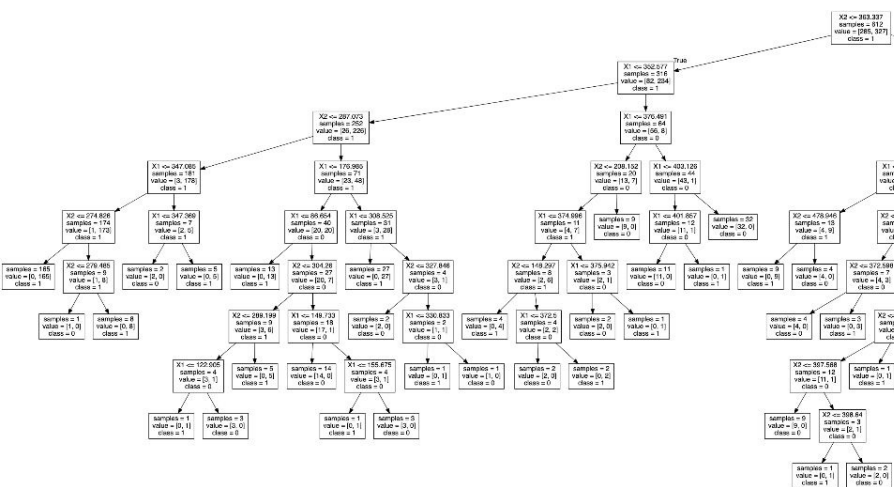 X2 <= 363.337
samples = 612
value = [285, 327]
class = 1
True
X1 <= 352.577
samples = 316
value = [82, 234]
class = 1
X2 <= 287.073
samples = 252
value = [26, 226]
class = 1
X1 <= 376.491
samples = 64
value = [56, 8]
class = 0
X1 <= 347.085
samples = 181
value = [3, 178]
class = 1
X1 <= 176.985
samples = 71
value = [23, 48]
class = 1
X2 <= 208.152
samples = 20
value = [13, 7]
class = 0
X1 <= 403.126
samples = 44
value = [43, 1]
class = 0
X2 <= 274.826
samples = 174
value = [1, 173]
class = 1
X1 <= 347.369
samples = 7
value = [2, 5]
class = 1
X1 <= 66.654
samples = 40
value = [20, 20]
class = 0
X1 <= 308.525
samples = 31
value = [3, 28]
class = 1
X1 <= 374.996
samples = 11
value = [4, 7]
class = 1
samples = 9
value = [9, 0]
class = 0
X1 <= 401.857
samples = 12
value = [11, 1]
class = 0
samples = 32
value = [32, 0]
class = 0
X2 <= 478.946
samples = 13
value = [4, 9]
class = 1
samples = 165
value = [0, 165]
class = 1
X2 <= 279.485
samples = 9
value = [1, 8]
class = 1
samples = 2
value = [2, 0]
class = 0
samples = 5
value = [0, 5]
class = 1
samples = 13
value = [0, 13]
class = 1
X2 <= 304.26
samples = 27
value = [20, 7]
class = 0
samples = 27
value = [0, 27]
class = 1
X2 <= 327.846
samples = 4
value = [3, 1]
class = 0
X2 <= 148.297
samples = 8
value = [2, 6]
class = 1
X1 <= 375.942
samples = 3
value = [2, 1]
class = 0
samples = 11
value = [11, 0]
class = 0
samples = 1
value = [0, 1]
class = 1
samples = 9
class = 1
samples = 4
value = [4, 0]
class = 0
samples = 7
value = [4, 3]
class = 0
samples = 1
value = [1, 0]
class = 0
samples = 8
value = [0, 8]
class = 1
X2 <= 289.199
samples = 9
value = [3, 6]
class = 1
X1 <= 149.733
samples = 18
value = [17, 1]
class = 0
samples = 2
value = [2, 0]
class = 0
X1 <= 330.833
samples = 2
value = [1, 1]
class = 0
samples = 4
value = [0, 4]
class = 1
X1 <= 372.5
samples = 4
value = [2, 2]
class = 0
samples = 2
value = [2, 0]
class = 0
samples = 1
value = [0, 1]
class = 1
samples = 4
value = [4, 0]
class = 0
samples = 3
value = [0, 3]
class = 1
X1 <= 122.905
samples = 4
value = [3, 1]
class = 0
samples = 5
value = [0, 5]
class = 1
samples = 14
value = [14, 0]
class = 0
X1 <= 155.675
samples = 4
value = [3, 1]
class = 0
samples = 1
value = [0, 1]
class = 1
samples = 1
value = [1, 0]
class = 0
samples = 2
value = [2, 0]
class = 0
samples = 2
value = [0, 2]
class = 1
X2 <= 397.568
samples = 12
value = [11, 1]
class = 0
samples = 1
class = 1
samples = 1
value = [0, 1]
class = 1
samples = 3
value = [3, 0]
class = 0
samples = 1
value = [0, 1]
class = 1
samples = 3
value = [3, 0]
class = 0
samples = 9
value = [9, 0]
class = 0
X2 <= 398.64
samples = 3
value = [2, 1]
class = 0
samples = 1
value = [0, 1]
class = 1
samples = 2
value = [2, 0]
class = 0